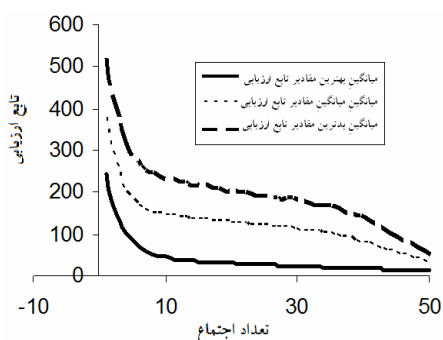 600
500
400
300
200
100
0
-10
10
30
50
تابع ارزیابی
تعداد اجتماع
میانگین بهترین مقادیر تابع ارزیابی
میانگین میانگین مقادیر تابع ارزیابی
میانگین بدترین مقادیر تابع ارزیابی